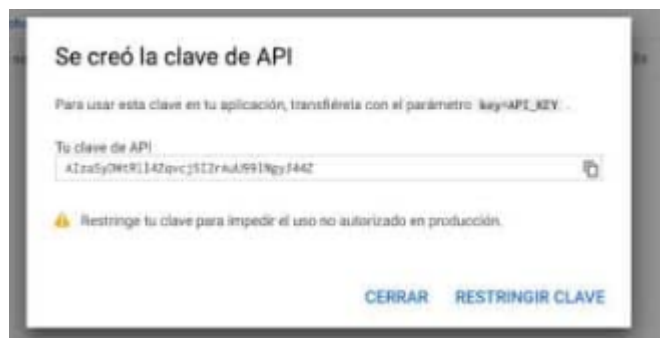 Se creó la clave de API
Para usar esta clave en tu aplicación, transfiérela con el parámetro key=API_KEY .
Tu clave de API
Restringe tu clave para impedir el uso no autorizado en producción.
CERRAR RESTRINGIR CLAVE